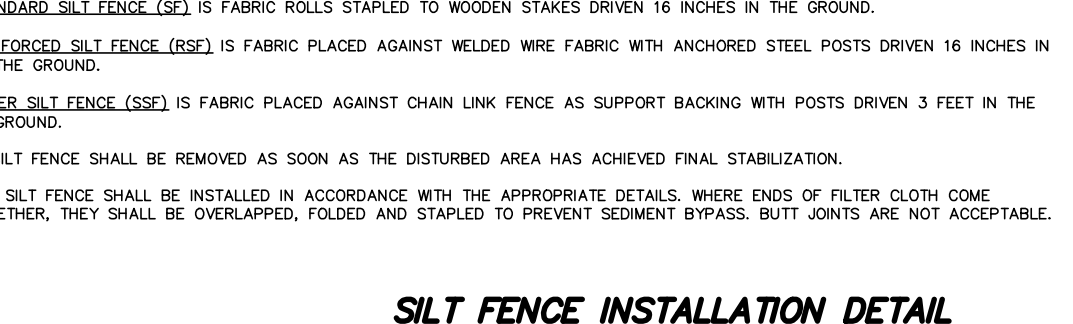 NDARD SILT FENCE (SF) IS FABRIC ROLLS STAPLED TO WOODEN STAKES DRIVEN 16 INCHES IN THE GROUND.
FORCED SILT FENCE (RSF) IS FABRIC PLACED AGAINST WELDED WIRE FABRIC WITH ANCHORED STEEL POSTS DRIVEN 16 INCHES IN
THE GROUND.
ER SILT FENCE (SSF) IS FABRIC PLACED AGAINST CHAIN LINK FENCE AS SUPPORT BACKING WITH POSTS DRIVEN 3 FEET IN THE
GROUND.
ILT FENCE SHALL BE REMOVED AS SOON AS THE DISTURBED AREA HAS ACHIEVED FINAL STABILIZATION.
SILT FENCE SHALL BE INSTALLED IN ACCORDANCE WITH THE APPROPRIATE DETAILS. WHERE ENDS OF FILTER CLOTH COME
ETHER, THEY SHALL BE OVERLAPPED, FOLDED AND STAPLED TO PREVENT SEDIMENT BYPASS. BUTT JOINTS ARE NOT ACCEPTABLE.
SILT FENCE INSTALLATION DETAIL